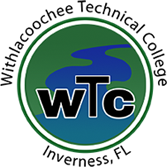 Withlacoochee Technical College
WTC
Inverness, FL